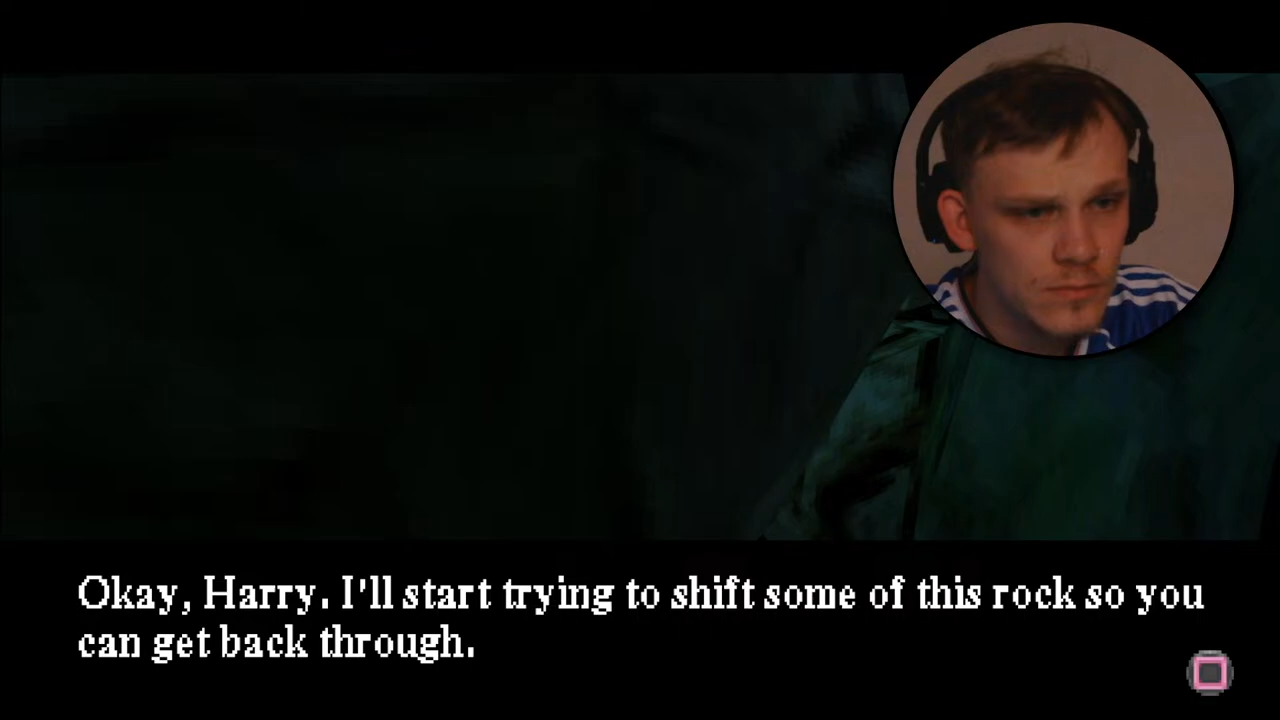 Okay, Harry. I'll start trying to shift some of this rock so you
can get back through.